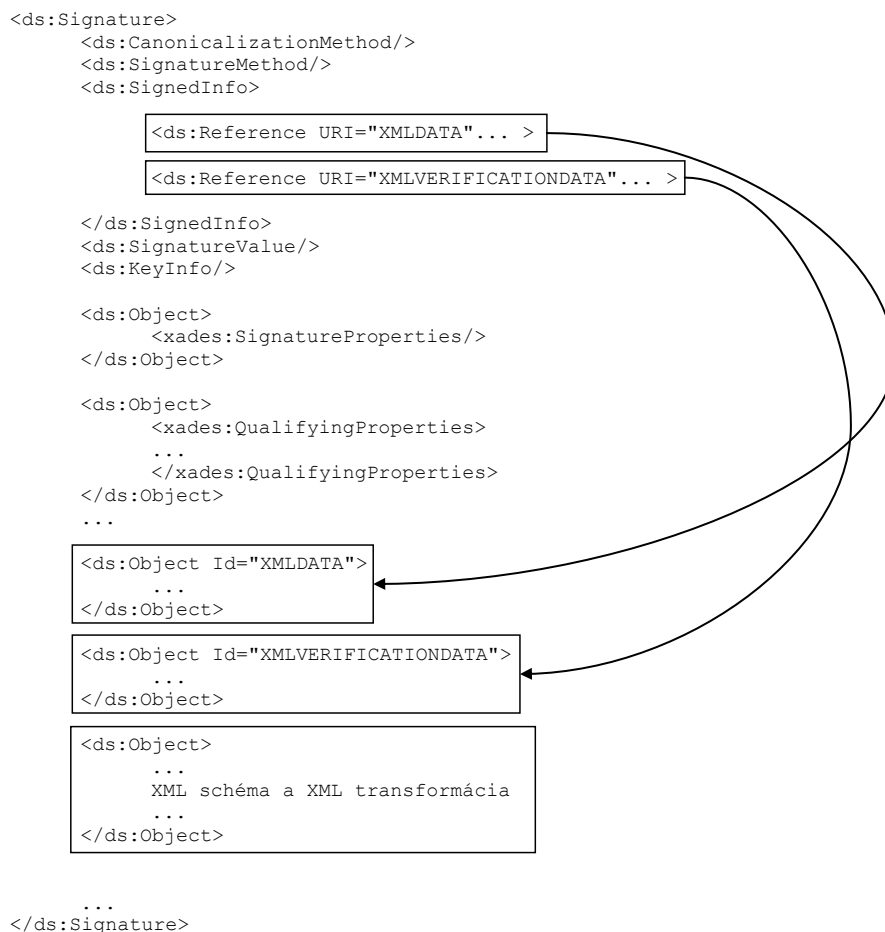 <ds:Signature>
<ds:CanonicalizationMethod/>
<ds:SignatureMethod/>
<ds:SignedInfo>
<ds:Reference URI="XMLDATA"... >
<ds:Reference URI="XMLVERIFICATIONDATA"... >
</ds:SignedInfo>
<ds:SignatureValue/>
<ds:KeyInfo/>
<ds:Object>
<xades:SignatureProperties/>
</ds:Object>
<ds:Object>
<xades:QualifyingProperties>
...
</xades:QualifyingProperties>
</ds:Object>
...
<ds:Object Id="XMLDATA">
...
</ds:Object>
<ds:Object Id="XMLVERIFICATIONDATA">
...
</ds:Object>
<ds:Object>
...
XML schéma a XML transformácia
...
</ds:Object>
...
</ds:Signature>